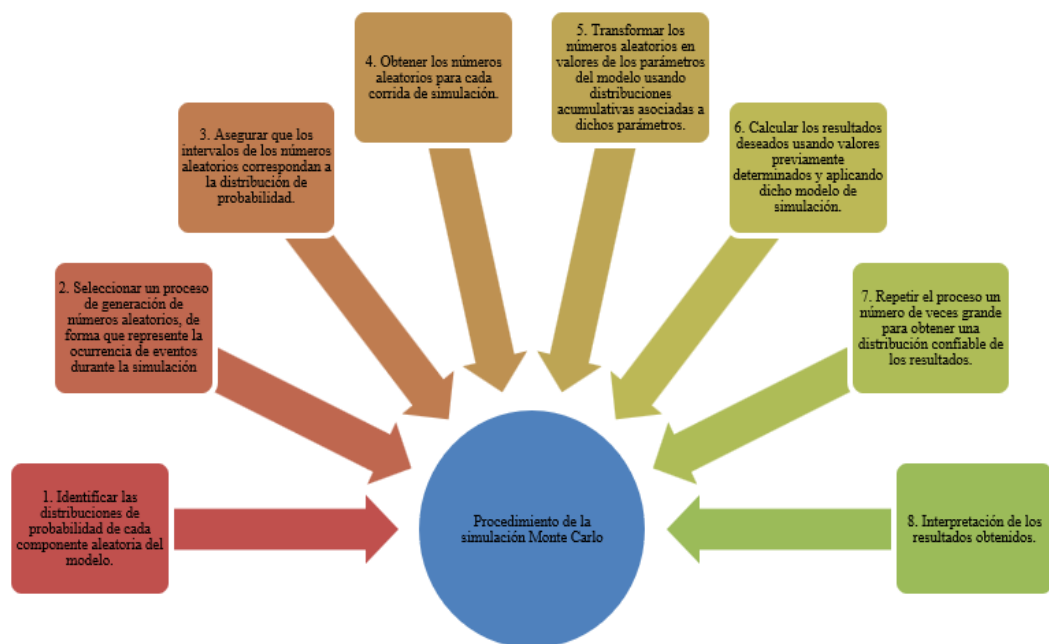 1. Identificar las
distribuciones de
probabilidad de cada
componente aleatoria del
modelo.
2. Seleccionar un proceso
de generación de
números aleatorios, de
forma que represente la
ocurrencia de eventos
durante la simulación
3. Asegurar que los
intervalos de los números
aleatorios correspondan a
la distribución de
probabilidad.
4. Obtener los números
aleatorios para cada
corrida de simulación.
5. Transformar los
números aleatorios en
valores de los parámetros
del modelo usando
distribuciones
acumulativas asociadas a
dichos parámetros.
6. Calcular los resultados
deseados usando valores
previamente
determinados y aplicando
dicho modelo de
simulación.
7. Repetir el proceso un
número de veces grande
para obtener una
distribución confiable de
los resultados.
8. Interpretación de los
resultados obtenidos.
Procedimiento de la
simulación Monte Carlo